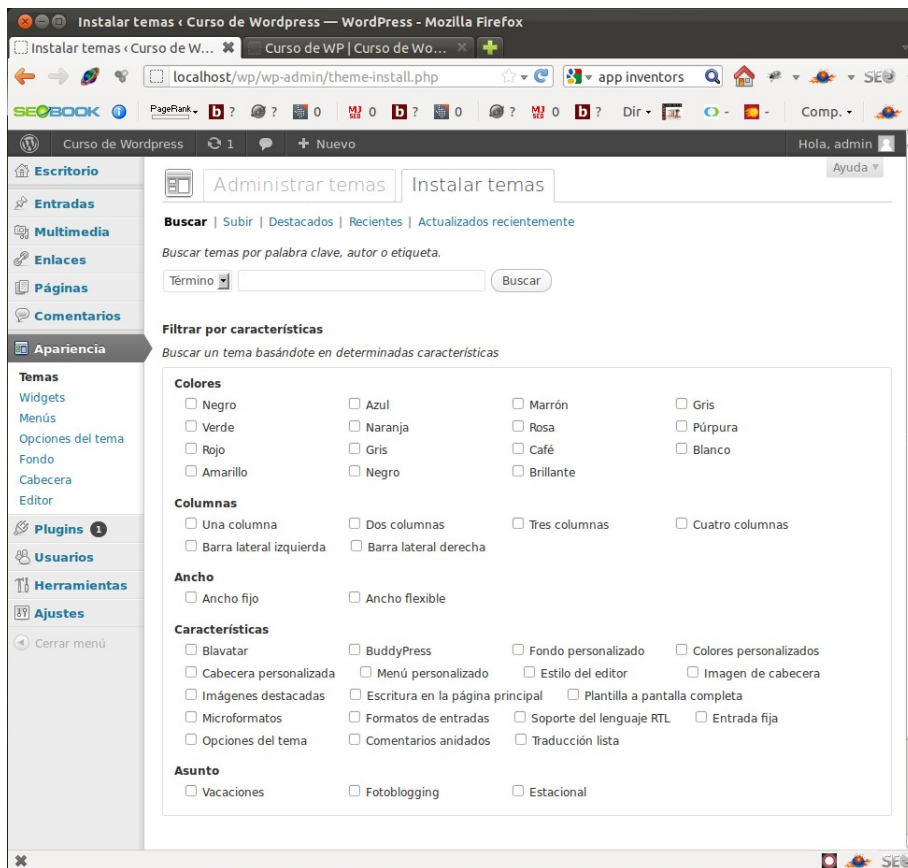 Instalar temas ‹ Curso de Wordpress — WordPress - Mozilla Firefox
Instalar temas ‹ Curso de W... Curso de WP | Curso de Wo...
localhost/wp/wp-admin/theme-install.php app inventors SEO
SEOBOOK PageRank ? ? 0 0 ? 0 ? 0 ? Dir Comp.
Curso de Wordpress 1 + Nuevo Hola, admin
Escritorio
Entradas
Multimedia
Enlaces
Páginas
Comentarios
Apariencia
Temas
Widgets
Menús
Opciones del tema
Fondo
Cabecera
Editor
Plugins 1
Usuarios
Herramientas
Ajustes
Cerrar menú
Ayuda
Administrar temas Instalar temas
Buscar | Subir | Destacados | Recientes | Actualizados recientemente
Buscar temas por palabra clave, autor o etiqueta.
Término Buscar
Filtrar por características
Buscar un tema basándote en determinadas características
Colores
Negro Azul Marrón Gris
Verde Naranja Rosa Púrpura
Rojo Gris Café Blanco
Amarillo Negro Brillante
Columnas
Una columna Dos columnas Tres columnas Cuatro columnas
Barra lateral izquierda Barra lateral derecha
Ancho
Ancho fijo Ancho flexible
Características
Blavatar BuddyPress Fondo personalizado Colores personalizados
Cabecera personalizada Menú personalizado Estilo del editor Imagen de cabecera
Imágenes destacadas Escritura en la página principal Plantilla a pantalla completa
Microformatos Formatos de entradas Soporte del lenguaje RTL Entrada fija
Opciones del tema Comentarios anidados Traducción lista
Asunto
Vacaciones Fotoblogging Estacional